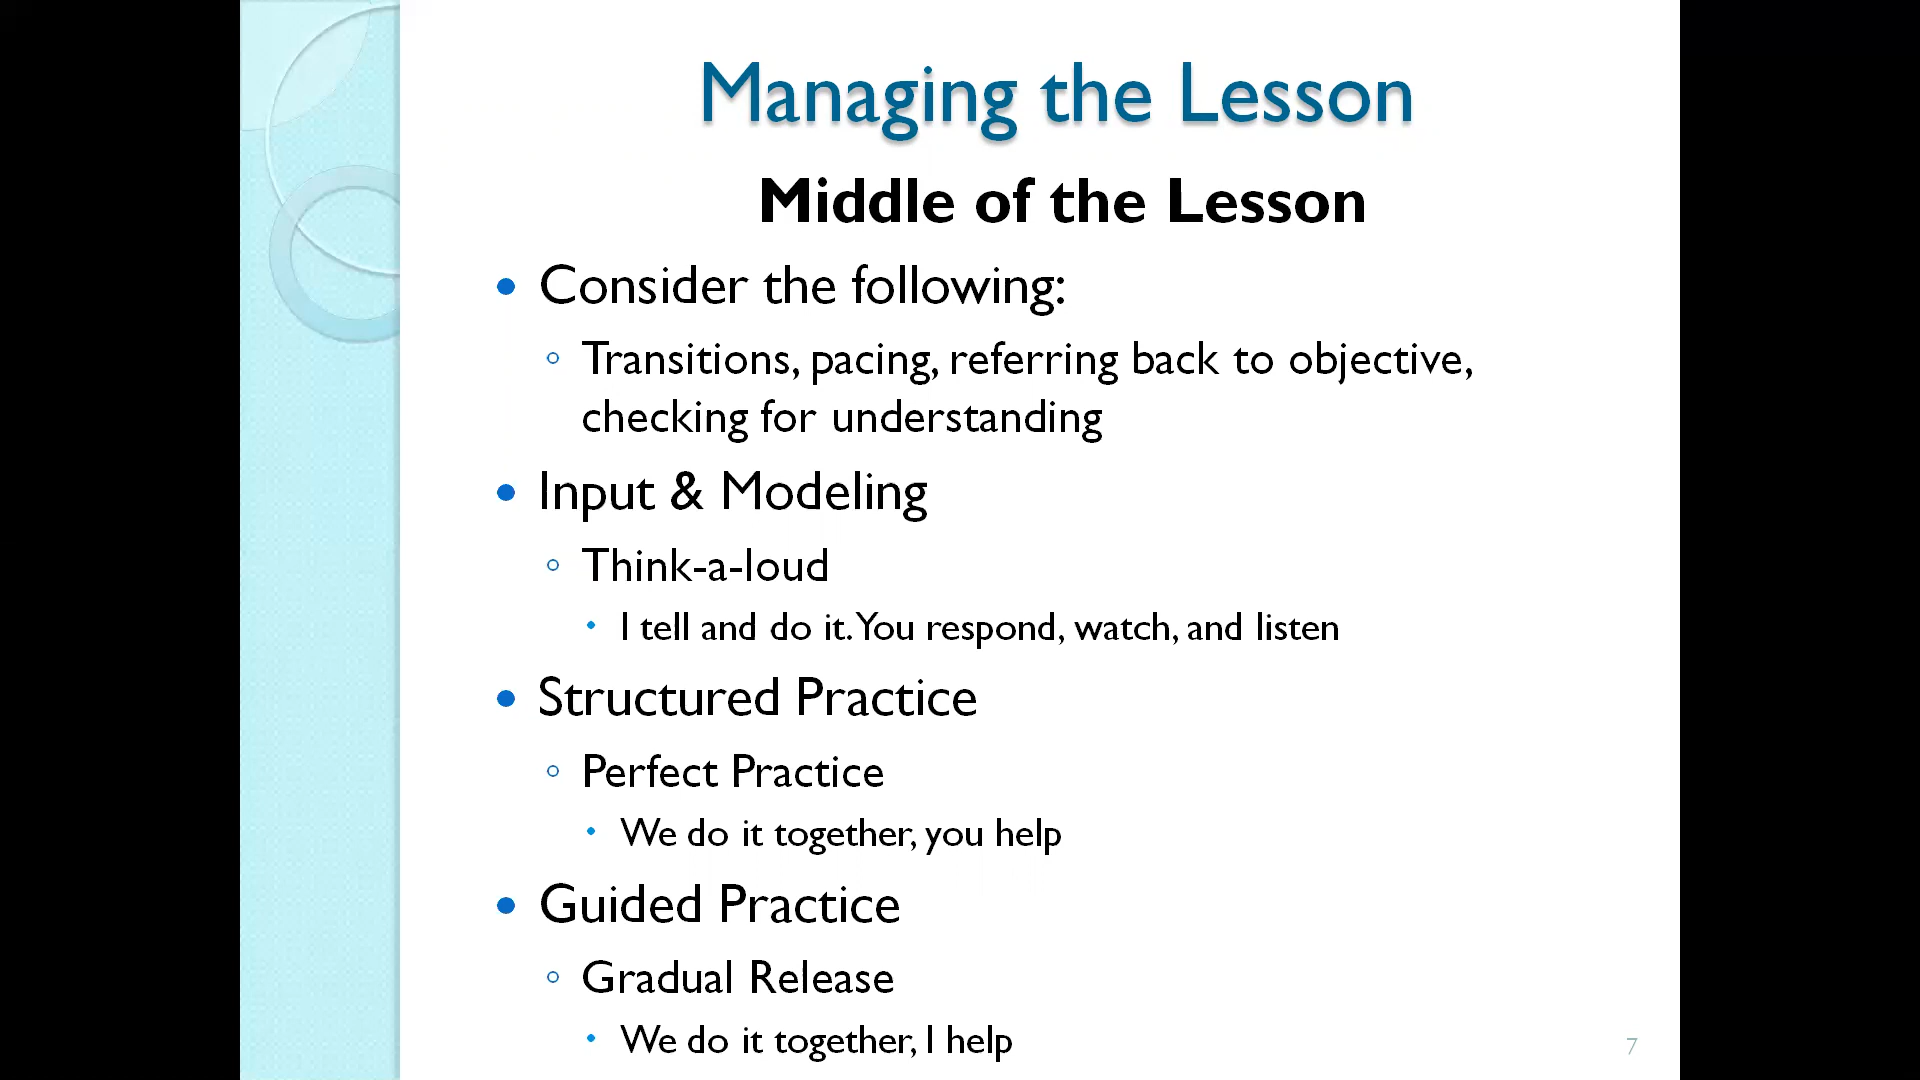 Managing the Lesson
Middle of the Lesson
• Consider the following:
◦ Transitions, pacing, referring back to objective,
checking for understanding
• Input & Modeling
◦ Think-a-loud
• I tell and do it. You respond, watch, and listen
• Structured Practice
◦ Perfect Practice
• We do it together, you help
• Guided Practice
◦ Gradual Release
• We do it together, I help
7